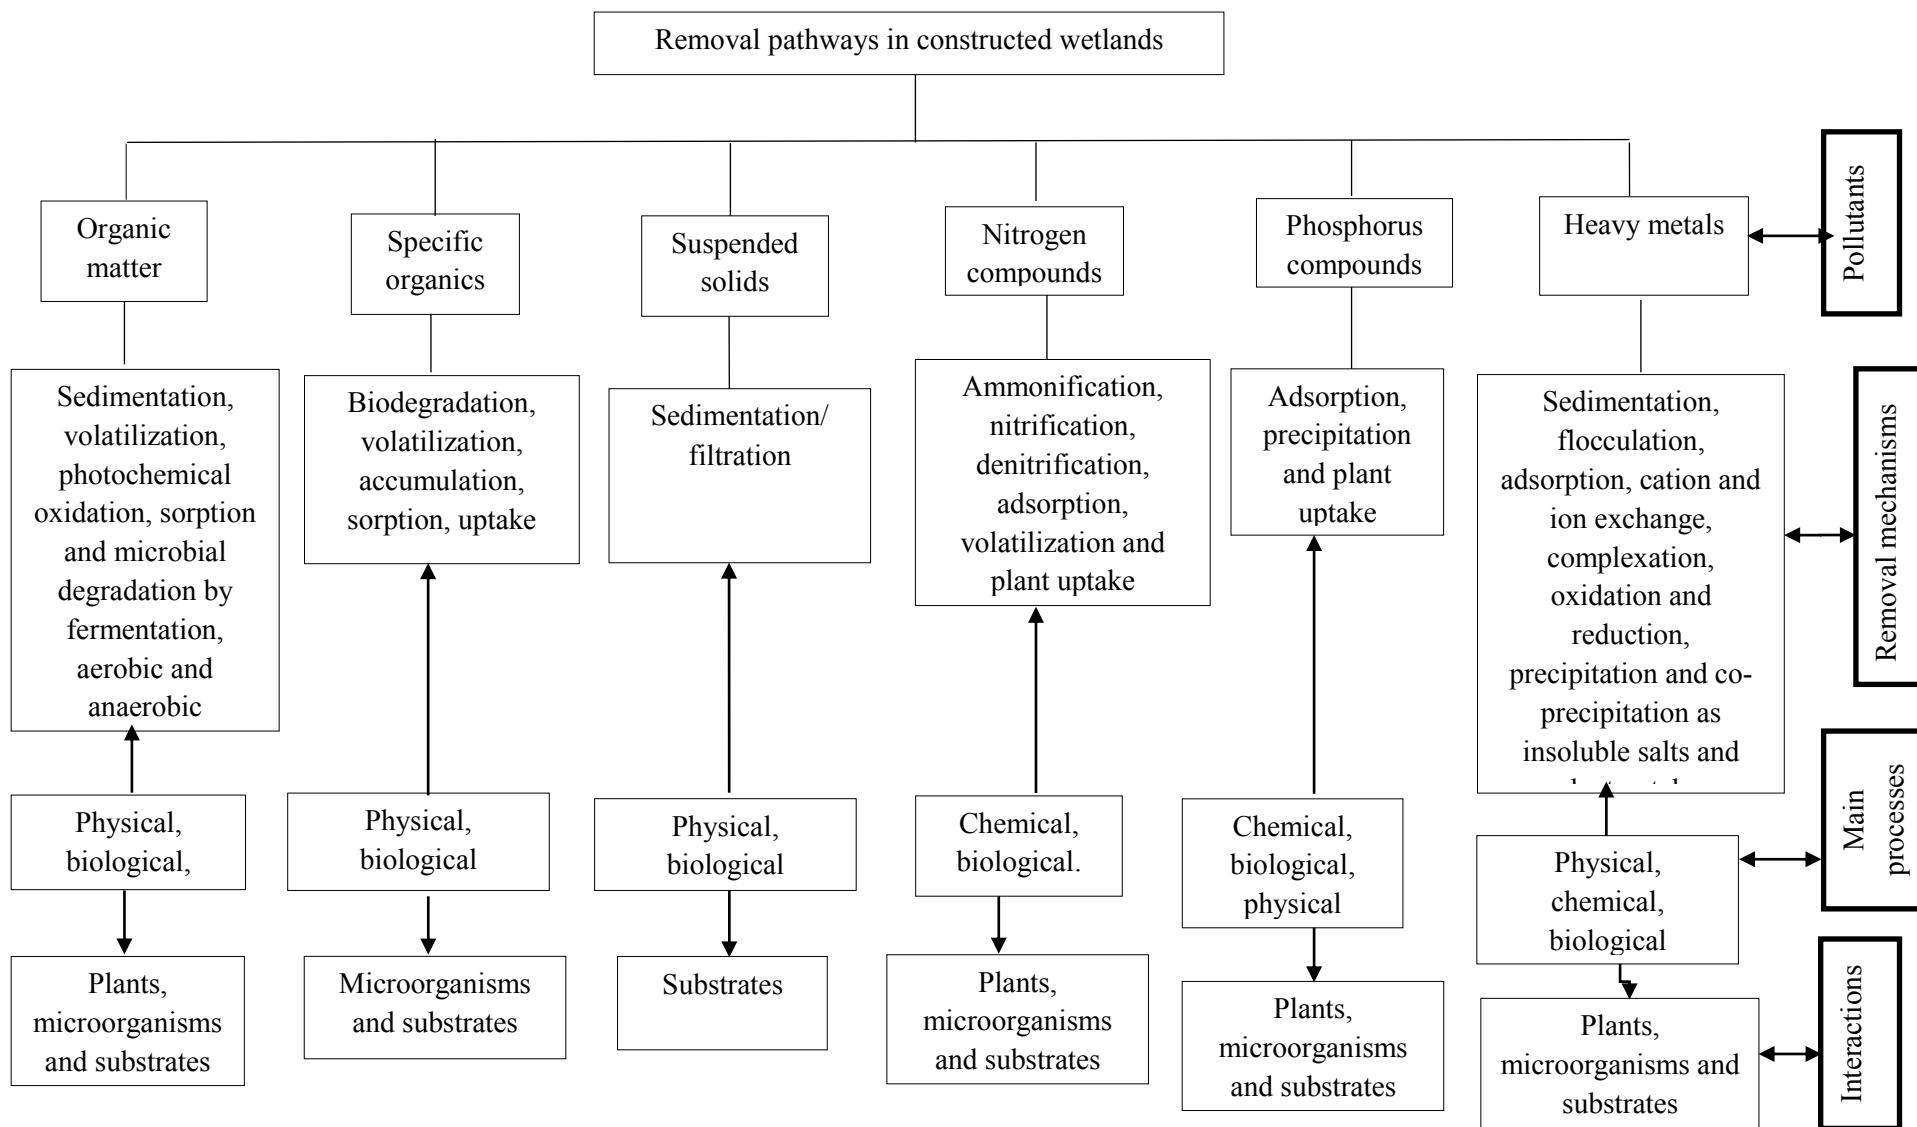 Removal pathways in constructed wetlands
Pollutants
Organic
matter
Specific
organics
Suspended
solids
Nitrogen
compounds
Phosphorus
compounds
Heavy metals
Removal mechanisms
Sedimentation,
volatilization,
photochemical
oxidation, sorption
and microbial
degradation by
fermentation,
aerobic and
anaerobic
Biodegradation,
volatilization,
accumulation,
sorption, uptake
Sedimentation/
filtration
Ammonification,
nitrification,
denitrification,
adsorption,
volatilization and
plant uptake
Adsorption,
precipitation
and plant
uptake
Sedimentation,
flocculation,
adsorption, cation and
ion exchange,
complexation,
oxidation and
reduction,
precipitation and co-
precipitation as
insoluble salts and
Main
processes
Physical,
biological,
Physical,
biological
Physical,
biological
Chemical,
biological.
Chemical,
biological,
physical
Physical,
chemical,
biological
Interactions
Plants,
microorganisms
and substrates
Microorganisms
and substrates
Substrates
Plants,
microorganisms
and substrates
Plants,
microorganisms
and substrates
Plants,
microorganisms and
substrates